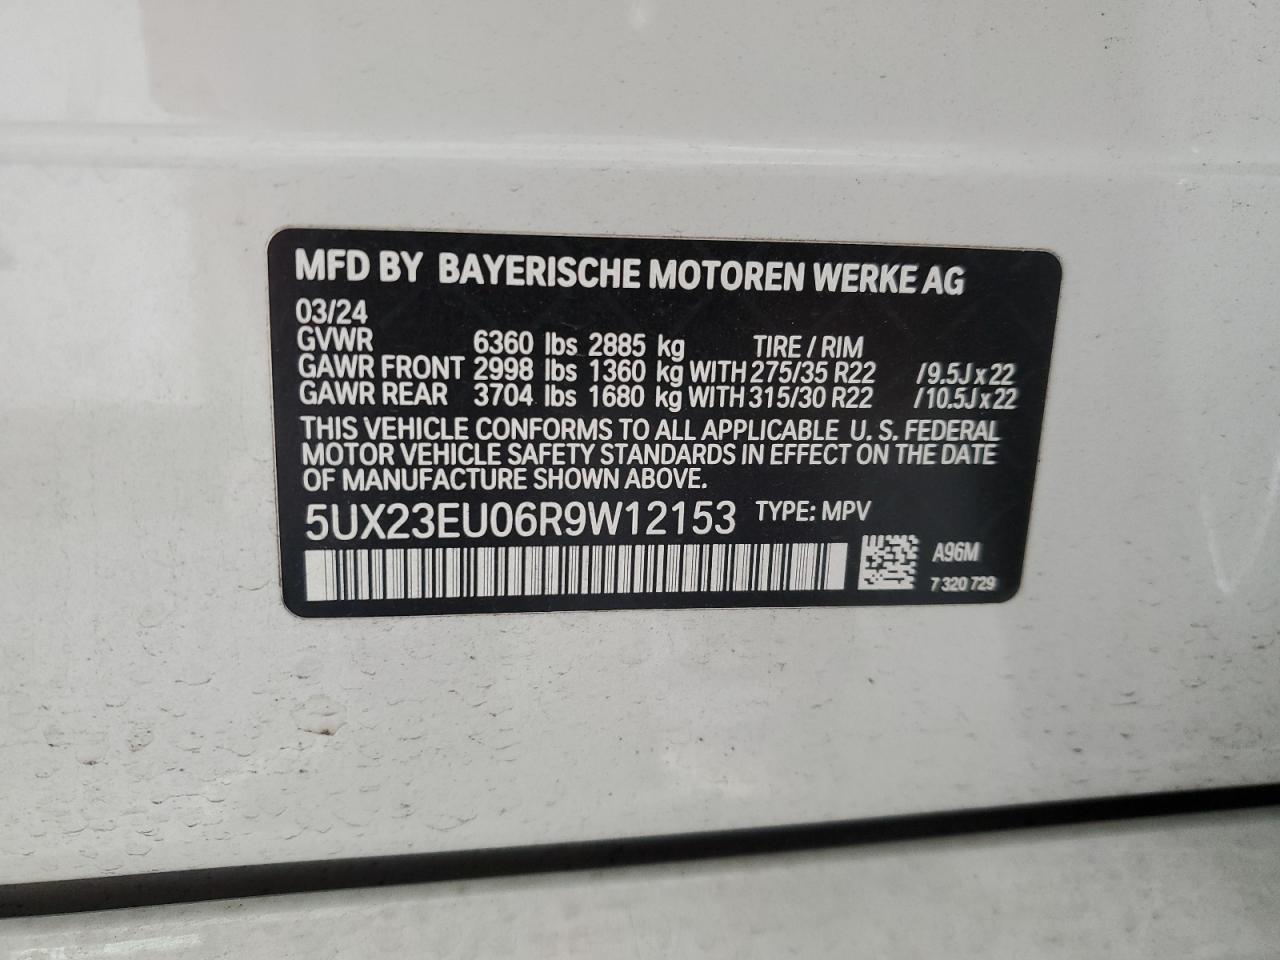 MFD BY BAYERISCHE MOTOREN WERKE AG
03/24
GVWR 6360 lbs 2885 kg TIRE / RIM
GAWR FRONT 2998 lbs 1360 kg WITH 275/35 R22 /9.5J x 22
GAWR REAR 3704 lbs 1680 kg WITH 315/30 R22 /10.5J x 22
THIS VEHICLE CONFORMS TO ALL APPLICABLE U. S. FEDERAL
MOTOR VEHICLE SAFETY STANDARDS IN EFFECT ON THE DATE
OF MANUFACTURE SHOWN ABOVE.
5UX23EU06R9W12153 TYPE: MPV
A96M
7 320 729